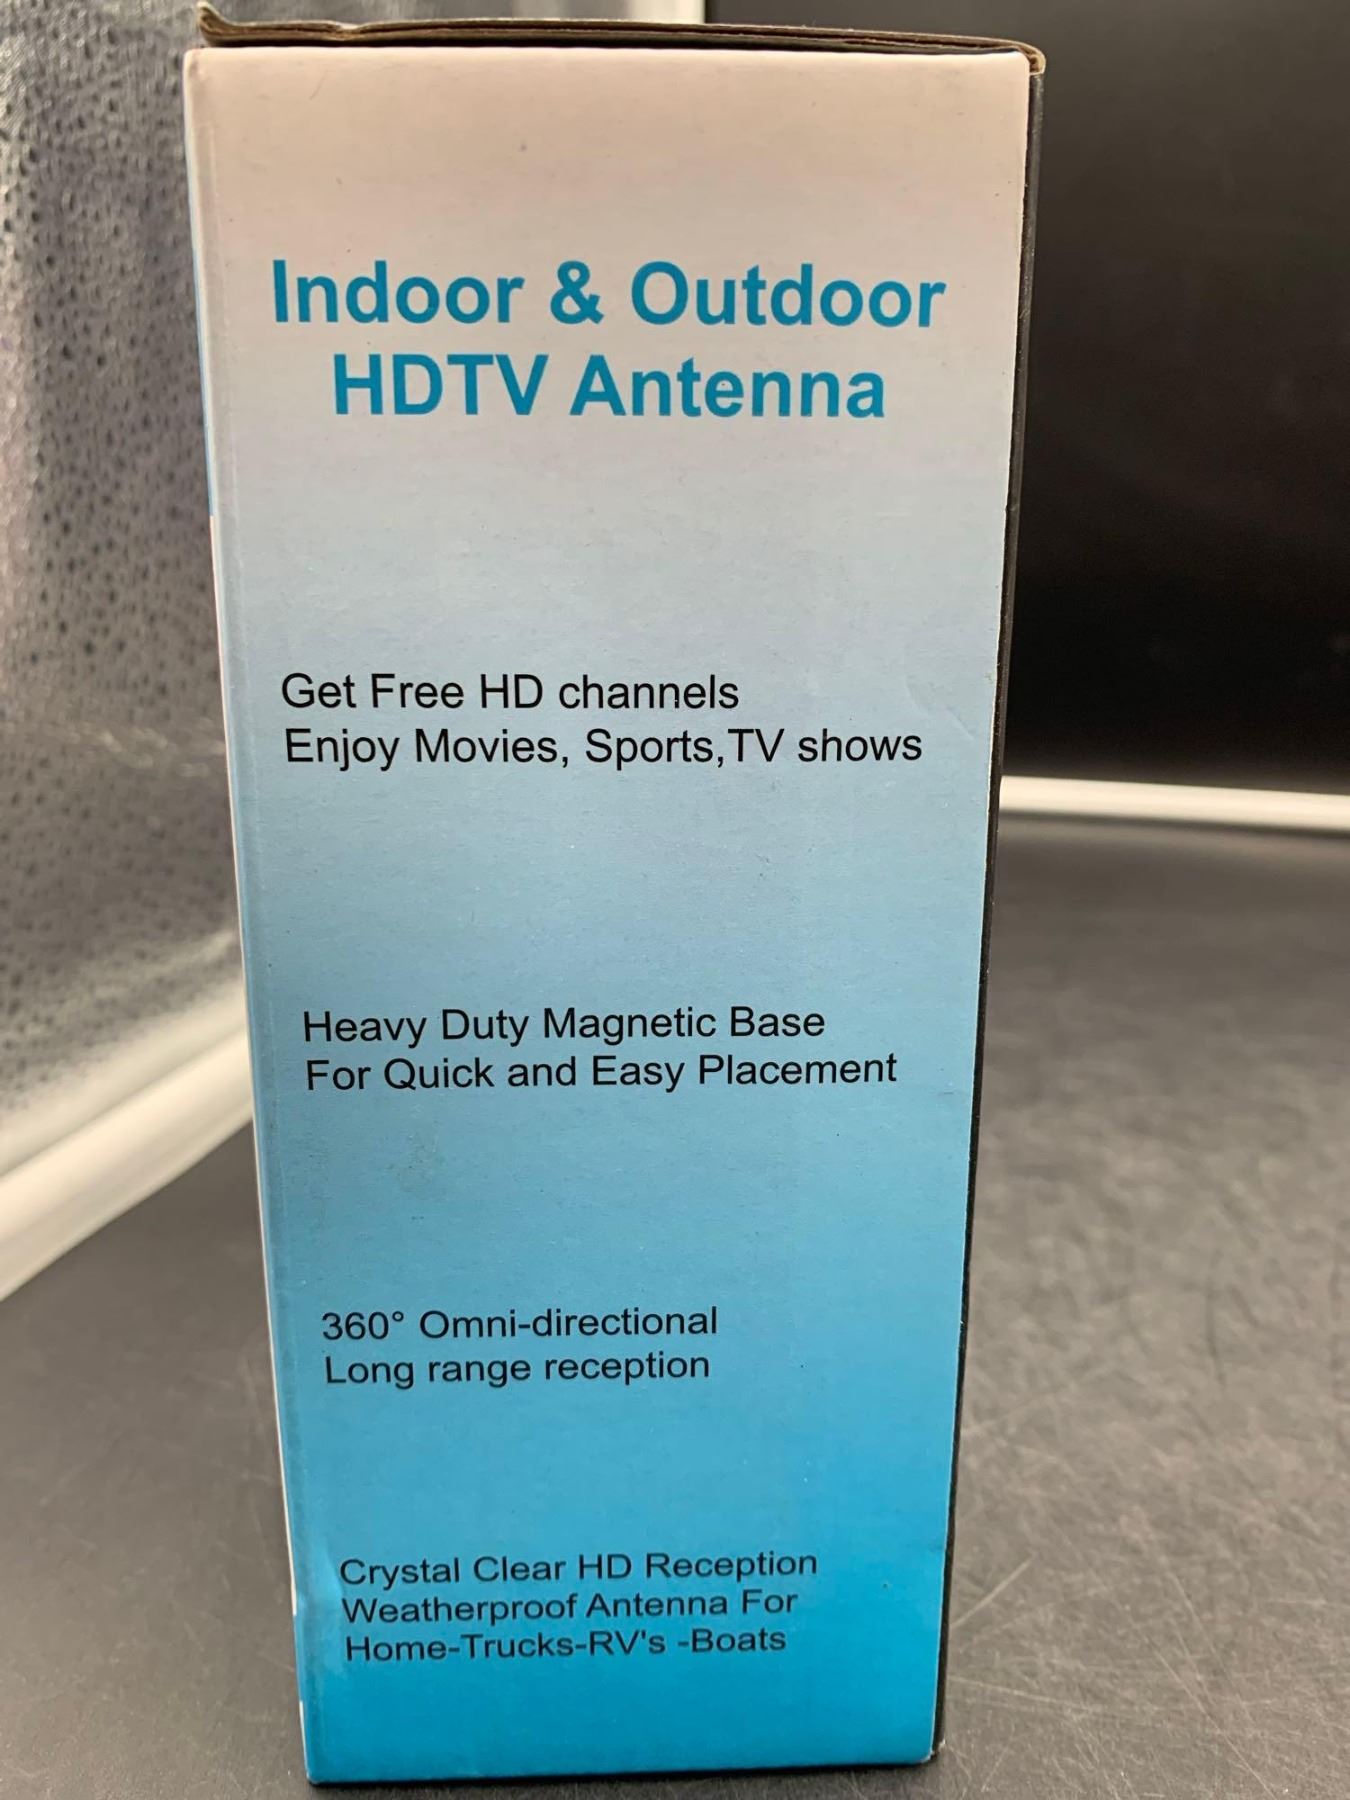 Indoor & Outdoor
HDTV Antenna
Get Free HD channels
Enjoy Movies, Sports,TV shows
Heavy Duty Magnetic Base
For Quick and Easy Placement
360° Omni-directional
Long range reception
Crystal Clear HD Reception
Weatherproof Antenna For
Home-Trucks-RV's -Boats